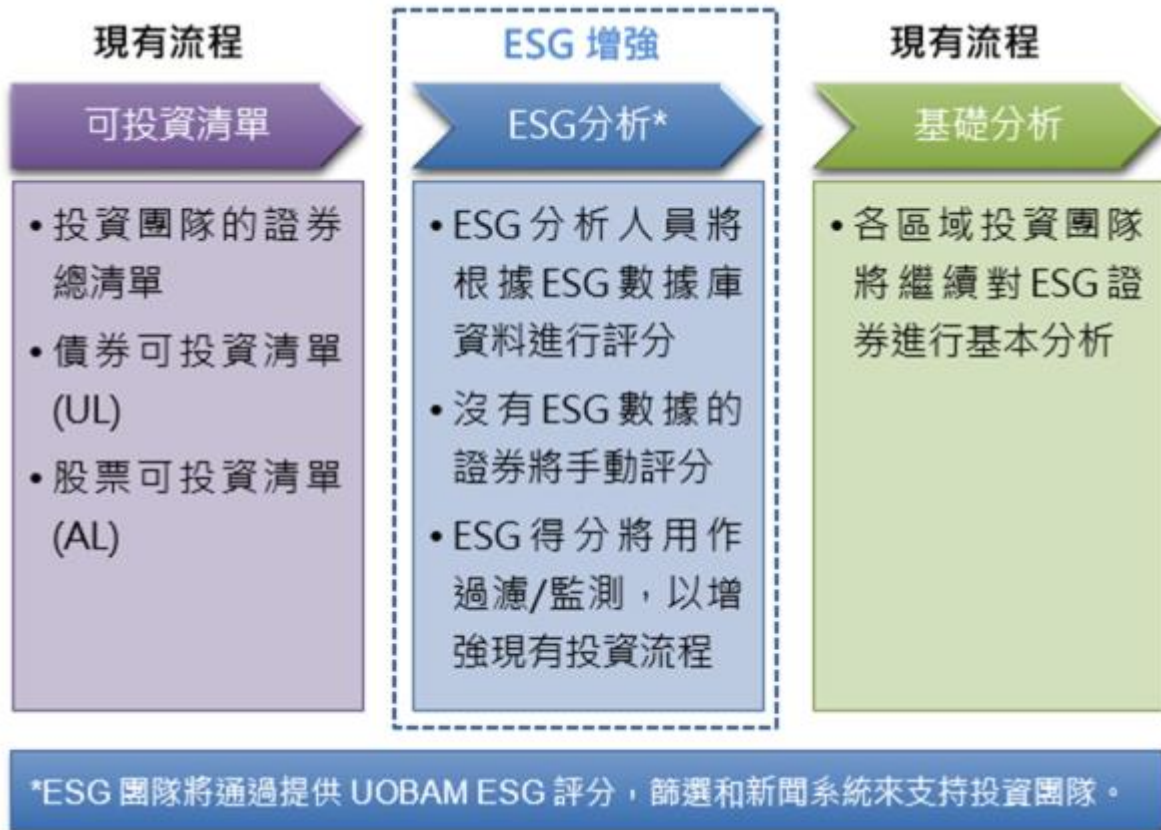 現有流程
可投資清單
•投資團隊的證券
總清單
•債券可投資清單
(UL)
•股票可投資清單
(AL)
ESG 增強
ESG分析*
•ESG分析人員將
根據ESG數據庫
資料進行評分
•沒有ESG數據的
證券將手動評分
•ESG得分將用作
過濾/監測，以增
強現有投資流程
現有流程
基礎分析
•各區域投資團隊
將繼續對ESG證
券進行基本分析
*ESG 團隊將通過提供 UOBAM ESG 評分，篩選和新聞系統來支持投資團隊。